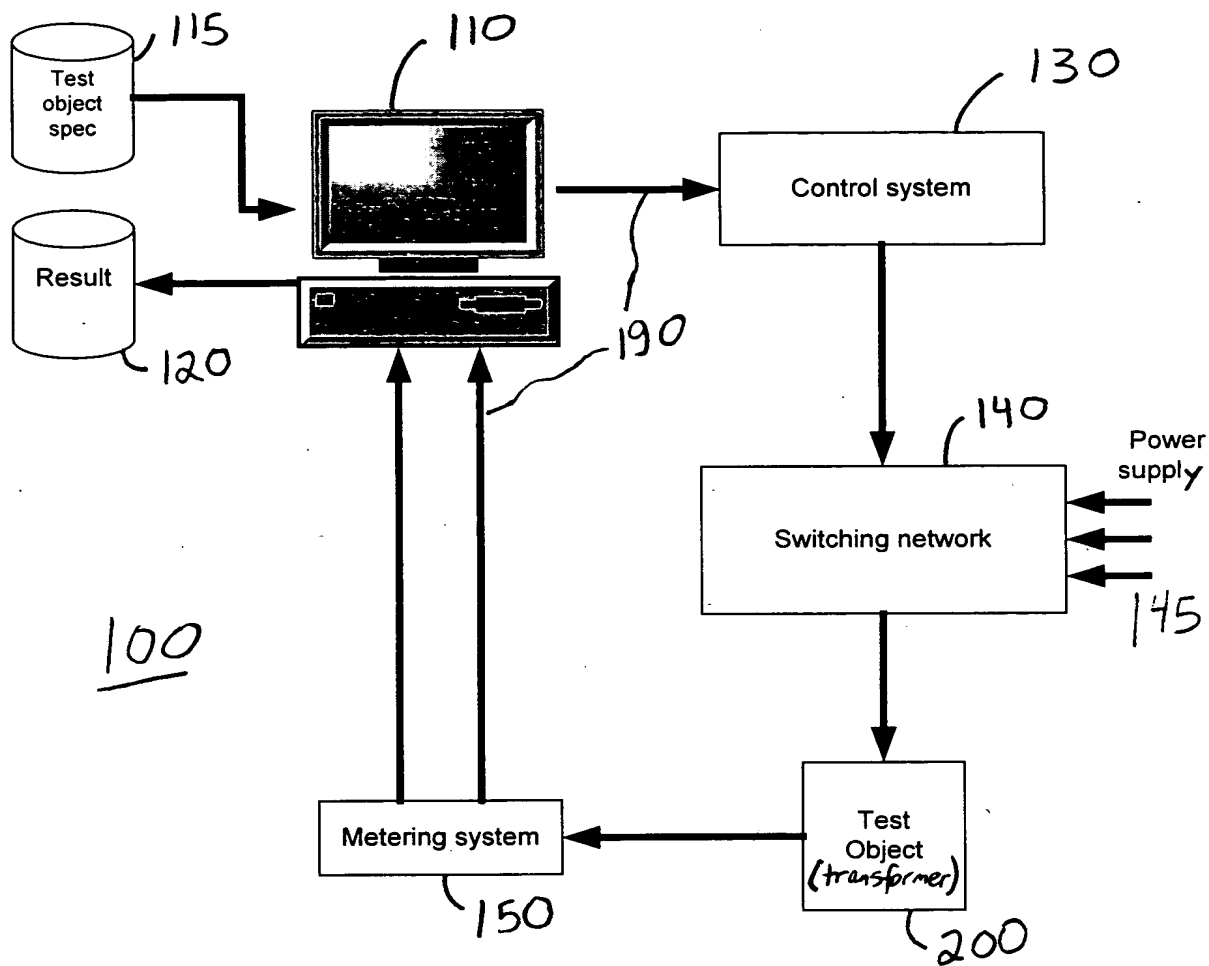 115
Test
object
spec
110
130
Control system
Result
120
190
140
Power
supply
Switching network
145
100
Metering system
150
Test
Object
(transformer)
200